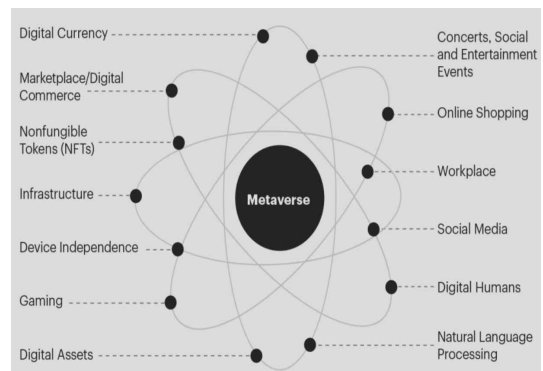 Digital Currency
Marketplace/Digital
Commerce
Nonfungible
Tokens (NFTs)
Infrastructure
Device Independence
Gaming
Digital Assets
Metaverse
Concerts, Social
and Entertainment
Events
Online Shopping
Workplace
Social Media
Digital Humans
Natural Language
Processing